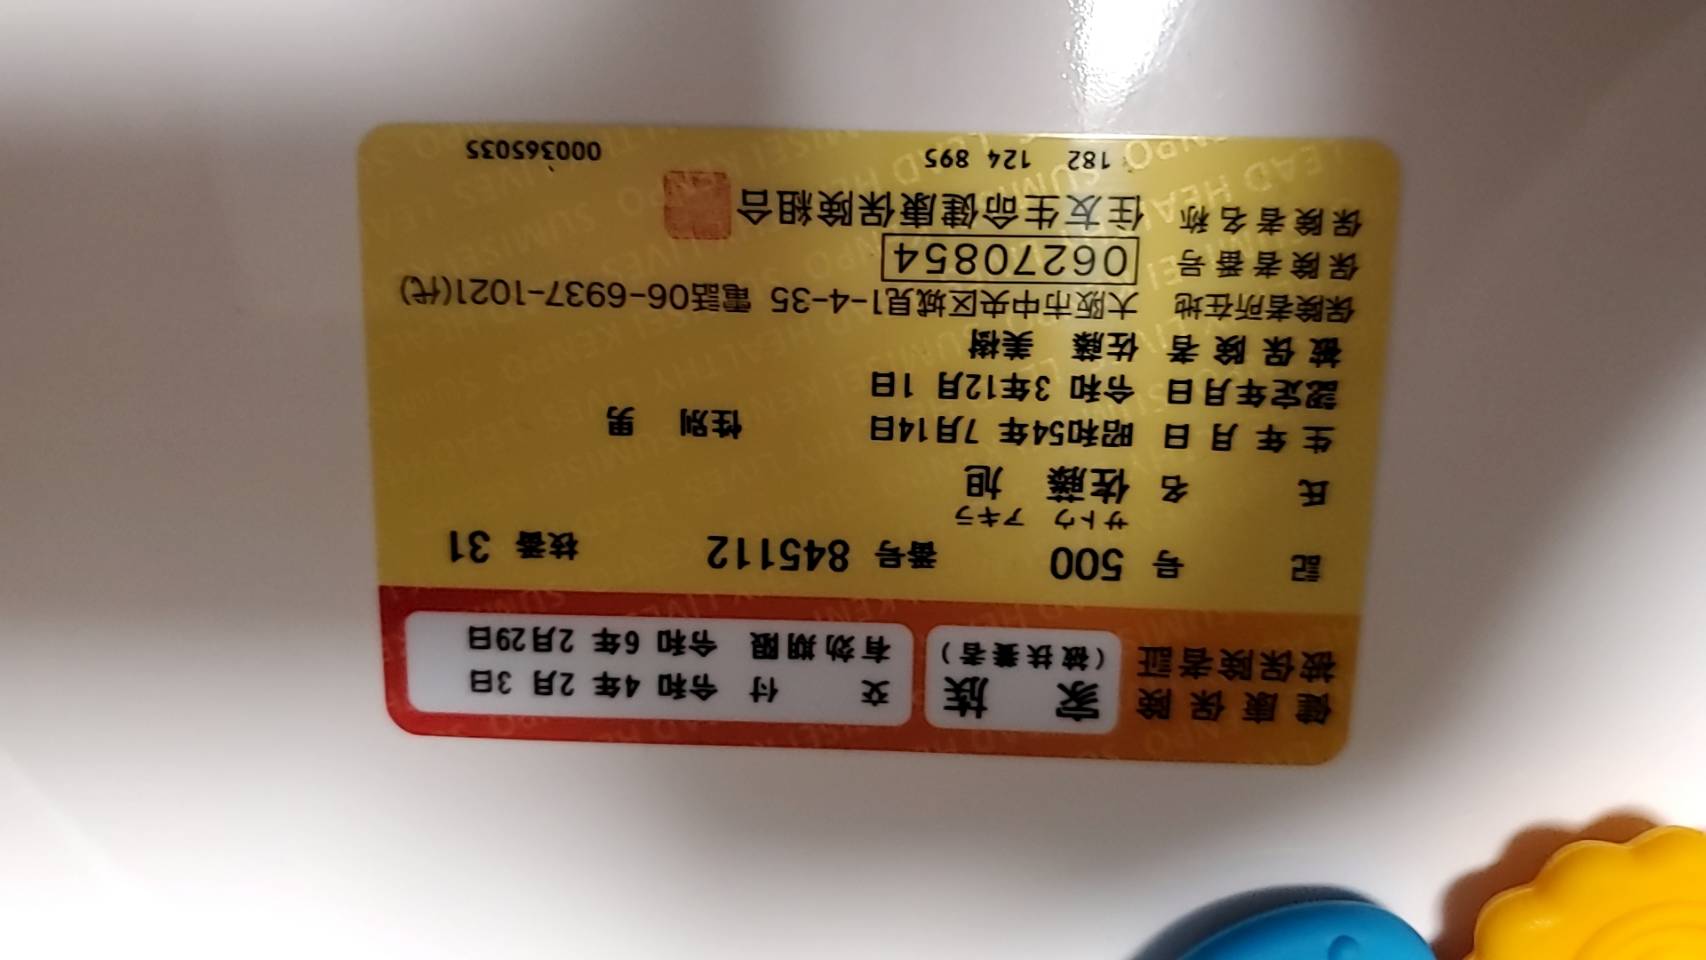 健康保険 被保険者証
家族 (被扶養者)
交付 令和 4年 2月 3日
有効期限 令和 6年 2月29日
記号 500 番号 845112 枝番 31
サトウ アキラ
氏名 佐藤 旭
生年月日 昭和54年 7月14日 性別 男
認定年月日 令和 3年12月 1日
被保険者 佐藤 美樹
保険者所在地 大阪市中央区城見1-4-35 電話06-6937-1021(代)
保険者番号 06270854
保険者名称 住友生命健康保険組合
182 124 895 000365035